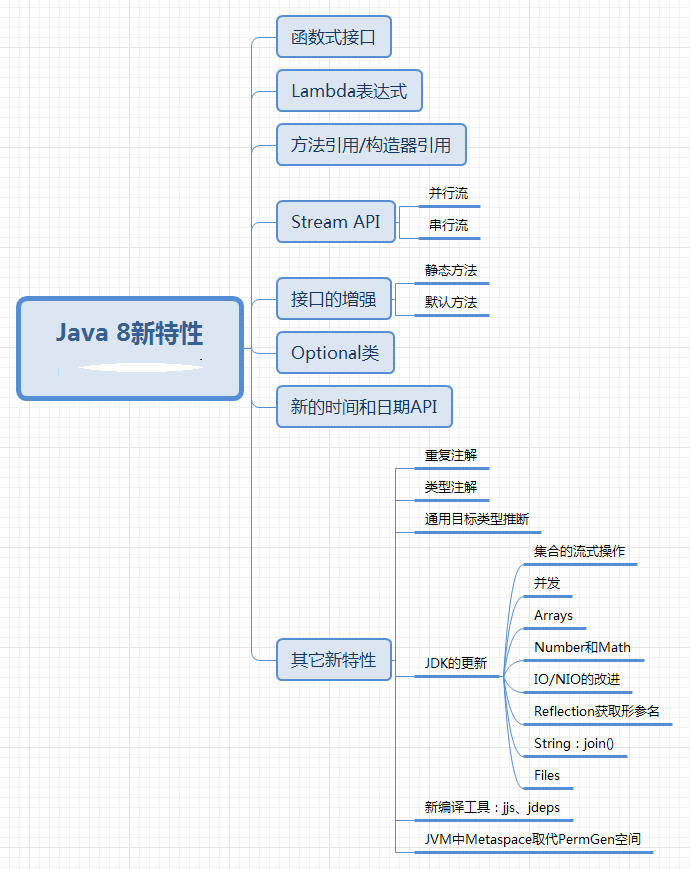 Java 8新特性
函数式接口
Lambda表达式
方法引用/构造器引用
Stream API
并行流
串行流
接口的增强
静态方法
默认方法
Optional类
新的时间和日期API
其它新特性
重复注解
类型注解
通用目标类型推断
JDK的更新
集合的流式操作
并发
Arrays
Number和Math
IO/NIO的改进
Reflection获取形参名
String：join()
Files
新编译工具：jjs、jdeps
JVM中Metaspace取代PermGen空间